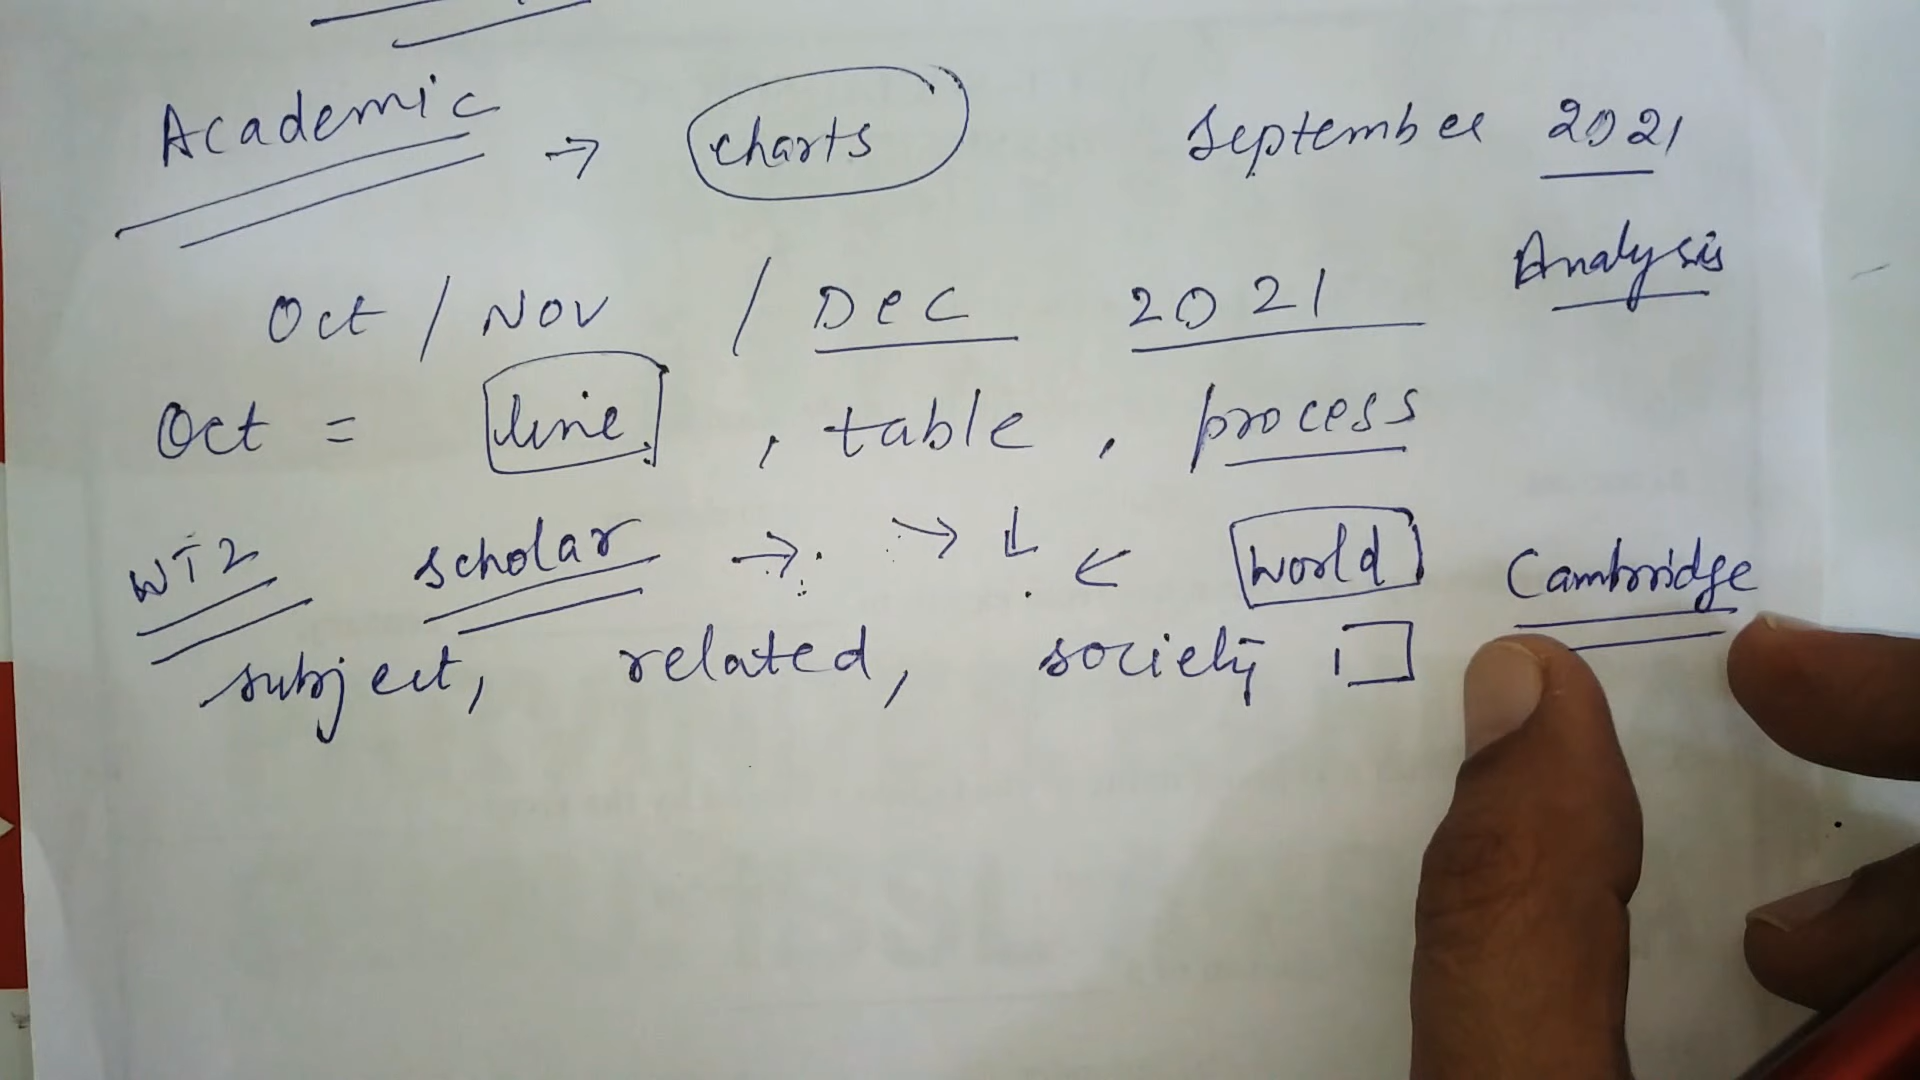 Academic → charts September 2021
Analysis
Oct / Nov / Dec 2021
Oct = line, table, process
WT2 scholar → → ↓ ← world Cambridge
subject, related, society